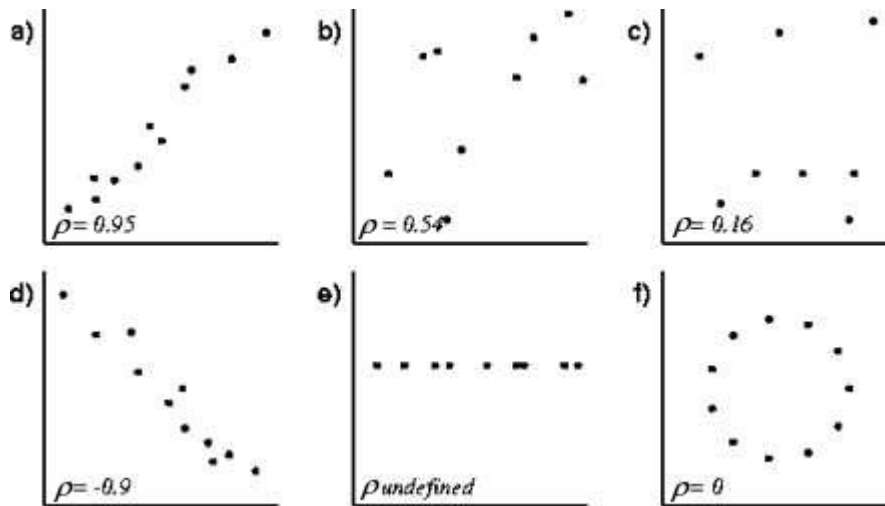 a)
ρ= 0.95
b)
ρ= 0.54
c)
ρ= 0.16
d)
ρ= -0.9
e)
ρ undefined
f)
ρ= 0